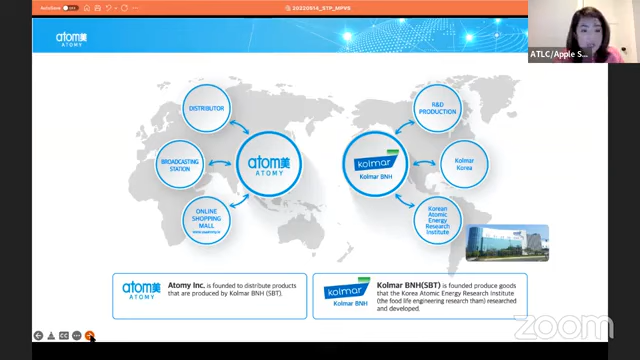 AutoSave OFF
20220914_STP_MPVS
atom美
ATOMY
ATLC/Apple S...
DISTRIBUTOR
BROADCASTING
STATION
ONLINE
SHOPPING
MALL
atom美
ATOMY
kolmar
Kolmar BNH
R&D
PRODUCTION
Kolmar
Korea
Korean
Atomic
Energy
Research
Institute
atom美
ATOMY
Atomy Inc. is founded to distribute products
that are produced by Kolmar BNH (SBT).
kolmar
Kolmar BNH
Kolmar BNH(SBT) is founded produce goods
that the Korea Atomic Energy Research Institute
(the food life engineering research tham) researched
and developed.
CC
zoom